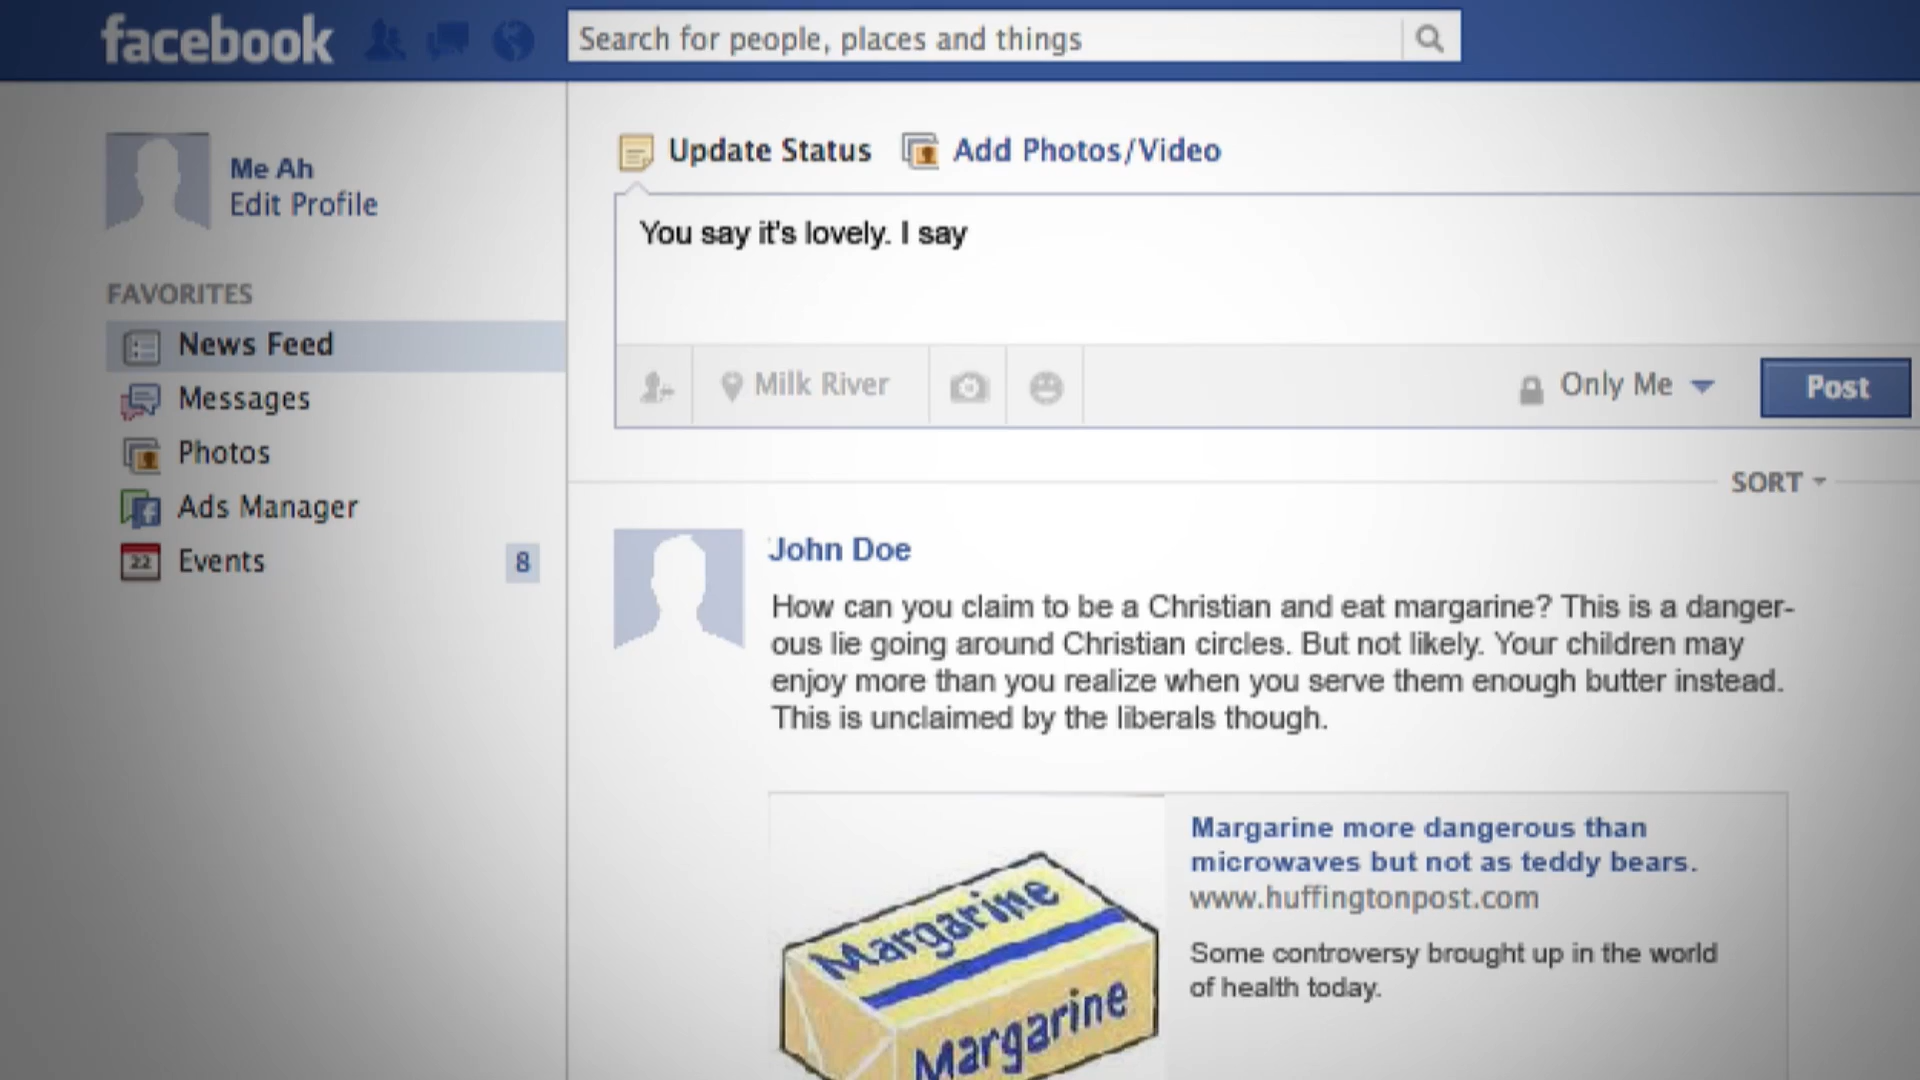 facebook
Search for people, places and things
Me Ah
Edit Profile
FAVORITES
News Feed
Messages
Photos
Ads Manager
22
Events
8
Update Status
Add Photos/Video
You say it's lovely. I say
Milk River
Only Me
Post
SORT
John Doe
How can you claim to be a Christian and eat margarine? This is a danger-
ous lie going around Christian circles. But not likely. Your children may
enjoy more than you realize when you serve them enough butter instead.
This is unclaimed by the liberals though.
Margarine
Margarine
Margarine more dangerous than
microwaves but not as teddy bears.
www.huffingtonpost.com
Some controversy brought up in the world
of health today.